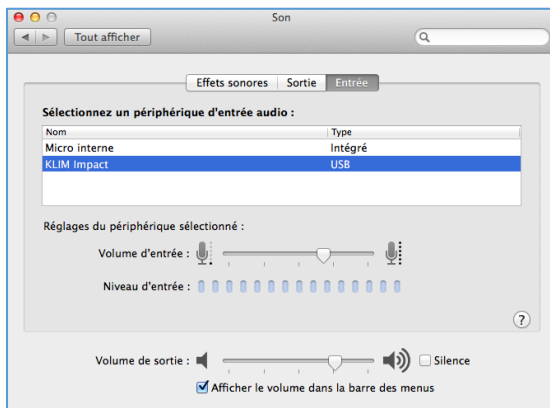 Son
Tout afficher
Effets sonores Sortie Entrée
Sélectionnez un périphérique d'entrée audio :
Nom Type
Micro interne Intégré
KLIM Impact USB
Réglages du périphérique sélectionné :
Volume d'entrée :
Niveau d'entrée :
?
Volume de sortie : Silence
Afficher le volume dans la barre des menus